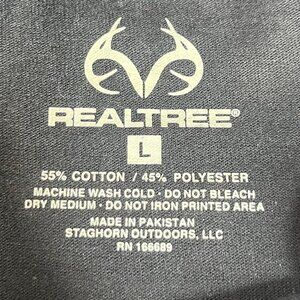 REALTREE®
L
55% COTTON / 45% POLYESTER
MACHINE WASH COLD · DO NOT BLEACH
DRY MEDIUM · DO NOT IRON PRINTED AREA
MADE IN PAKISTAN
STAGHORN OUTDOORS, LLC
RN 166689